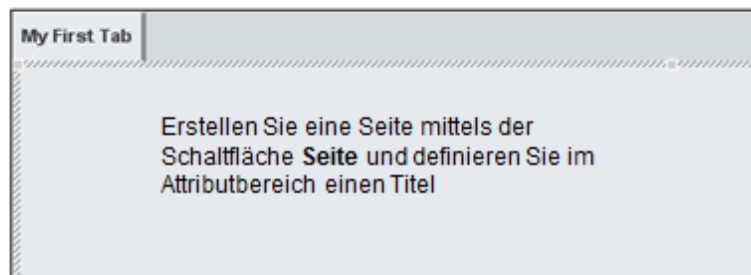 My First Tab
Erstellen Sie eine Seite mittels der
Schaltfläche Seite und definieren Sie im
Attributbereich einen Titel